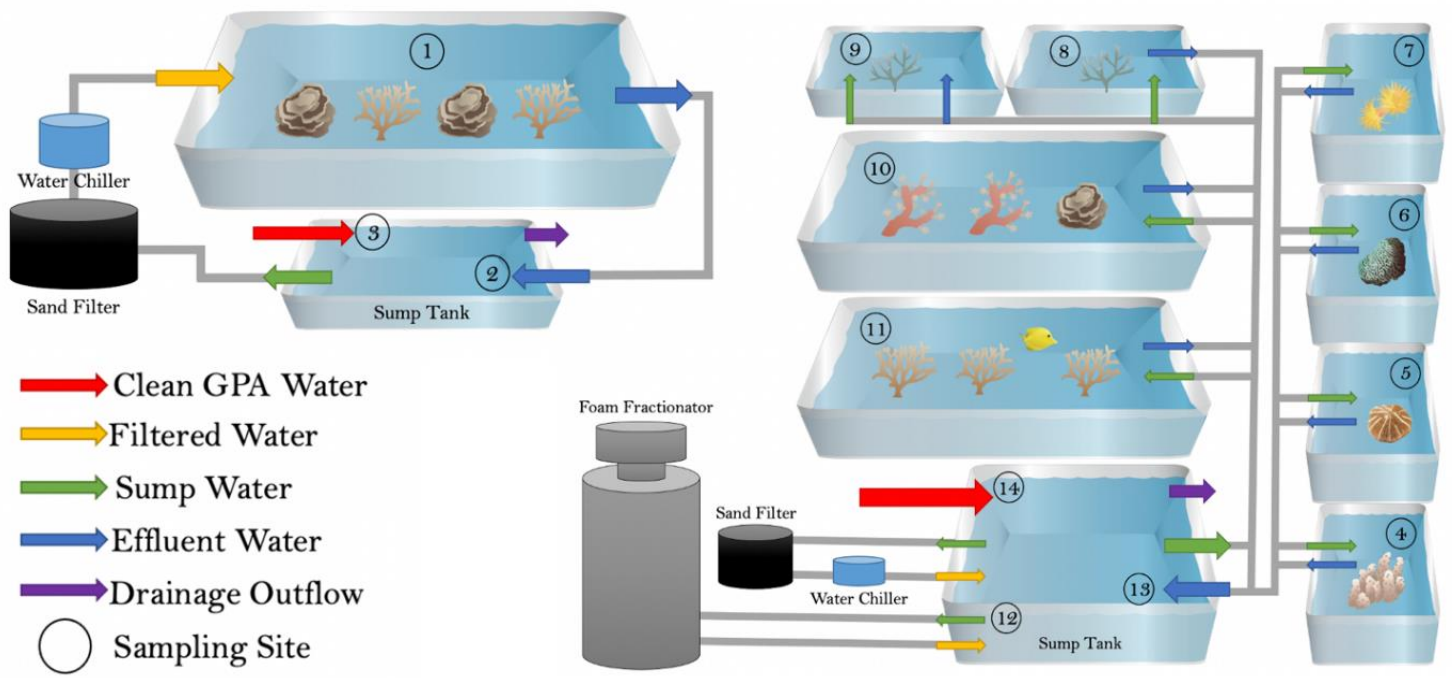 1
9
8
7
Water Chiller
10
6
3
2
Sand Filter
Sump Tank
11
5
Clean GPA Water
Foam Fractionator
Filtered Water
14
Sump Water
Sand Filter
4
Effluent Water
13
Drainage Outflow
Water Chiller
12
Sampling Site
Sump Tank